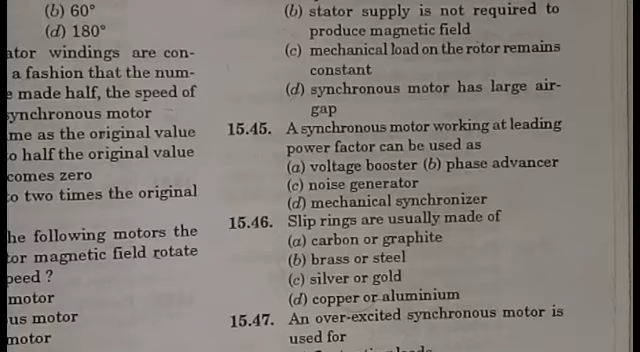 (b) 60°
(d) 180°
ator windings are con-
a fashion that the num-
e made half, the speed of
synchronous motor
me as the original value
to half the original value
comes zero
to two times the original
he following motors the
tor magnetic field rotate
peed ?
motor
us motor
motor
(b) stator supply is not required to
produce magnetic field
(c) mechanical load on the rotor remains
constant
(d) synchronous motor has large air-
gap
15.45. A synchronous motor working at leading
power factor can be used as
(a) voltage booster (b) phase advancer
(c) noise generator
(d) mechanical synchronizer
15.46. Slip rings are usually made of
(a) carbon or graphite
(b) brass or steel
(c) silver or gold
(d) copper or aluminium
15.47. An over-excited synchronous motor is
used for